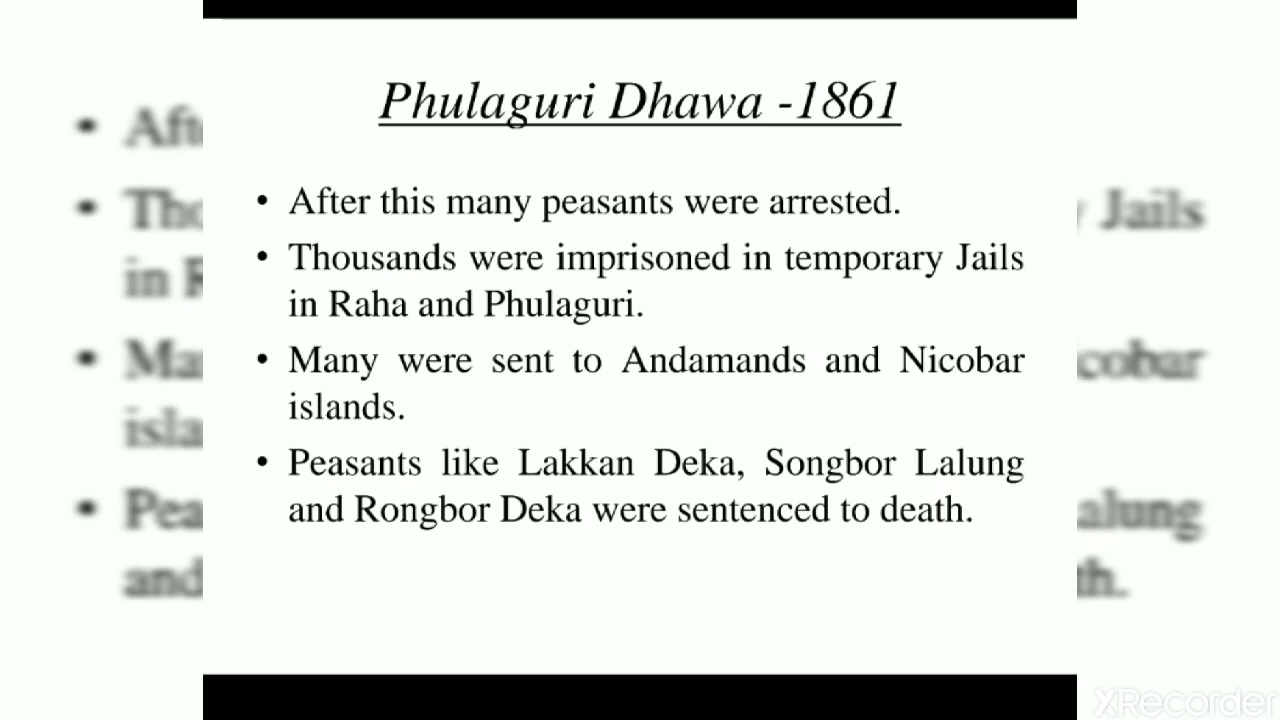 Phulaguri Dhawa -1861
• After this many peasants were arrested.
• Thousands were imprisoned in temporary Jails
in Raha and Phulaguri.
• Many were sent to Andamands and Nicobar
islands.
• Peasants like Lakkan Deka, Songbor Lalung
and Rongbor Deka were sentenced to death.
XRecorder